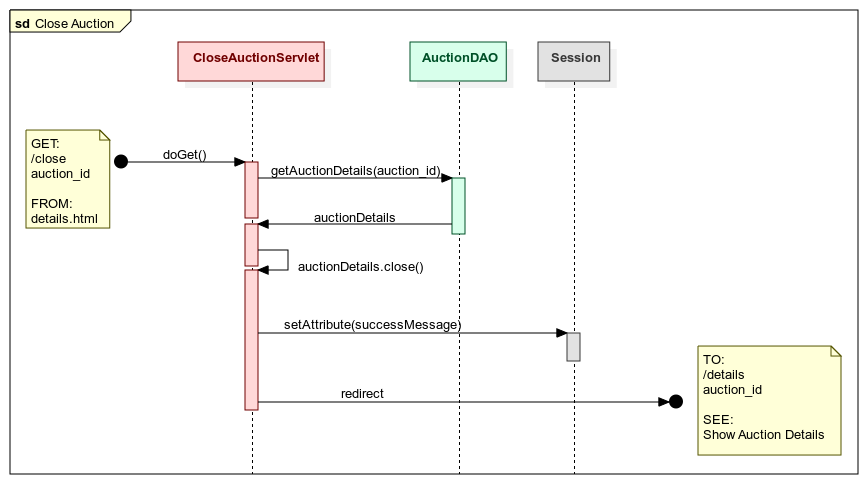 sd Close Auction
CloseAuctionServlet
AuctionDAO
Session
GET:
/close
auction_id
FROM:
details.html
doGet()
getAuctionDetails(auction_id)
auctionDetails
auctionDetails.close()
setAttribute(successMessage)
redirect
TO:
/details
auction_id
SEE:
Show Auction Details